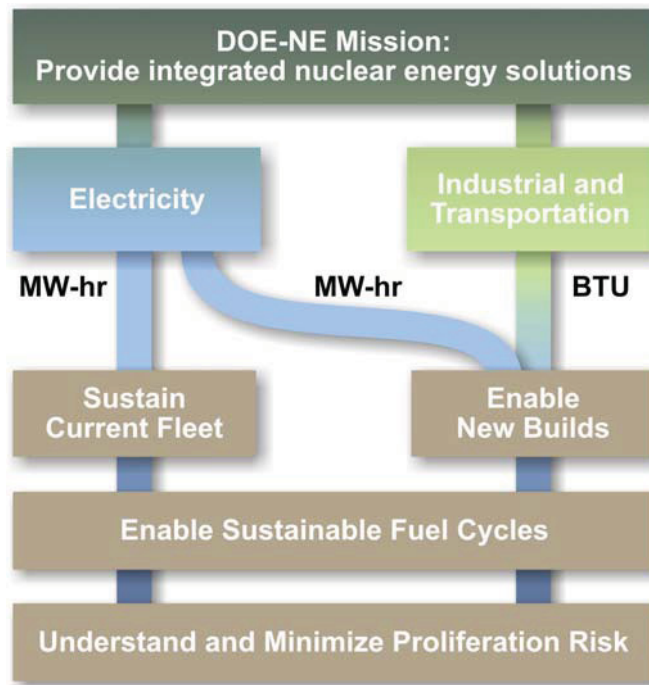 DOE-NE Mission:
Provide integrated nuclear energy solutions
Electricity
Industrial and
Transportation
MW-hr
MW-hr
BTU
Sustain
Current Fleet
Enable
New Builds
Enable Sustainable Fuel Cycles
Understand and Minimize Proliferation Risk